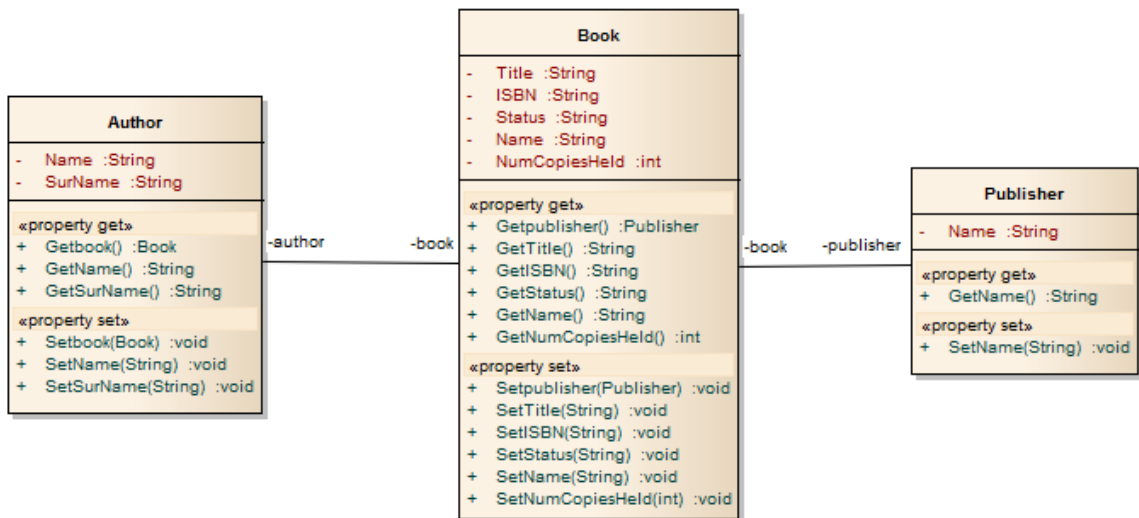 Author
- Name :String
- SurName :String
«property get»
+ Getbook() :Book
+ GetName() :String
+ GetSurName() :String
«property set»
+ Setbook(Book) :void
+ SetName(String) :void
+ SetSurName(String) :void
-author
-book
Book
- Title :String
- ISBN :String
- Status :String
- Name :String
- NumCopiesHeld :int
«property get»
+ Getpublisher() :Publisher
+ GetTitle() :String
+ GetISBN() :String
+ GetStatus() :String
+ GetName() :String
+ GetNumCopiesHeld() :int
«property set»
+ Setpublisher(Publisher) :void
+ SetTitle(String) :void
+ SetISBN(String) :void
+ SetStatus(String) :void
+ SetName(String) :void
+ SetNumCopiesHeld(int) :void
-book
-publisher
Publisher
- Name :String
«property get»
+ GetName() :String
«property set»
+ SetName(String) :void